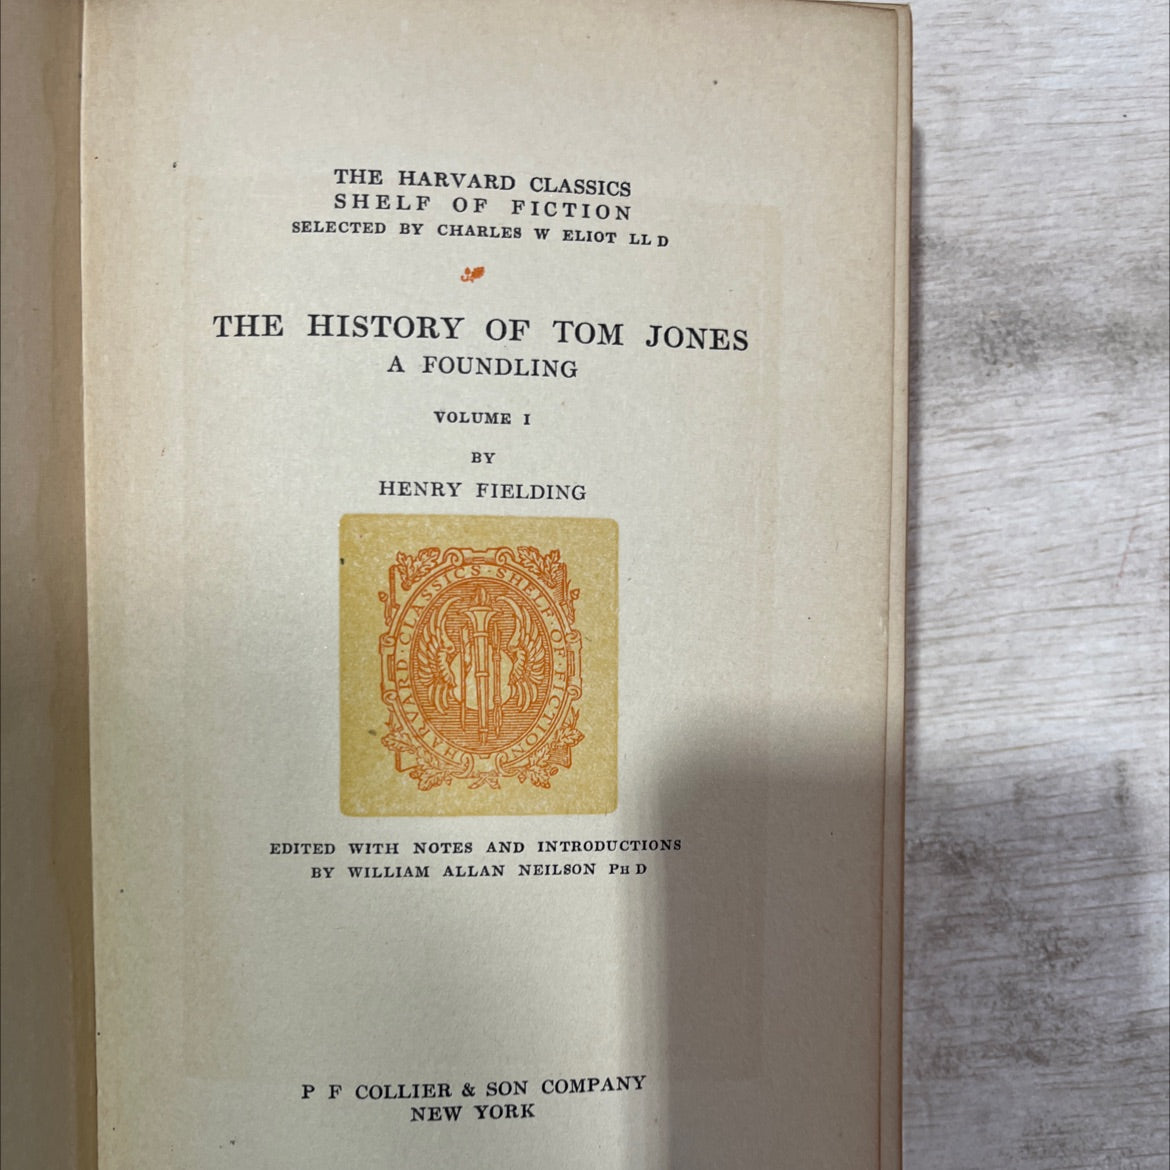 THE HARVARD CLASSICS
SHELF OF FICTION
SELECTED BY CHARLES W ELIOT LL D
THE HISTORY OF TOM JONES
A FOUNDLING
VOLUME I
BY
HENRY FIELDING
HARVARD·CLASSICS·SHELF·OF·FICTION
EDITED WITH NOTES AND INTRODUCTIONS
BY WILLIAM ALLAN NEILSON PH D
P F COLLIER & SON COMPANY
NEW YORK